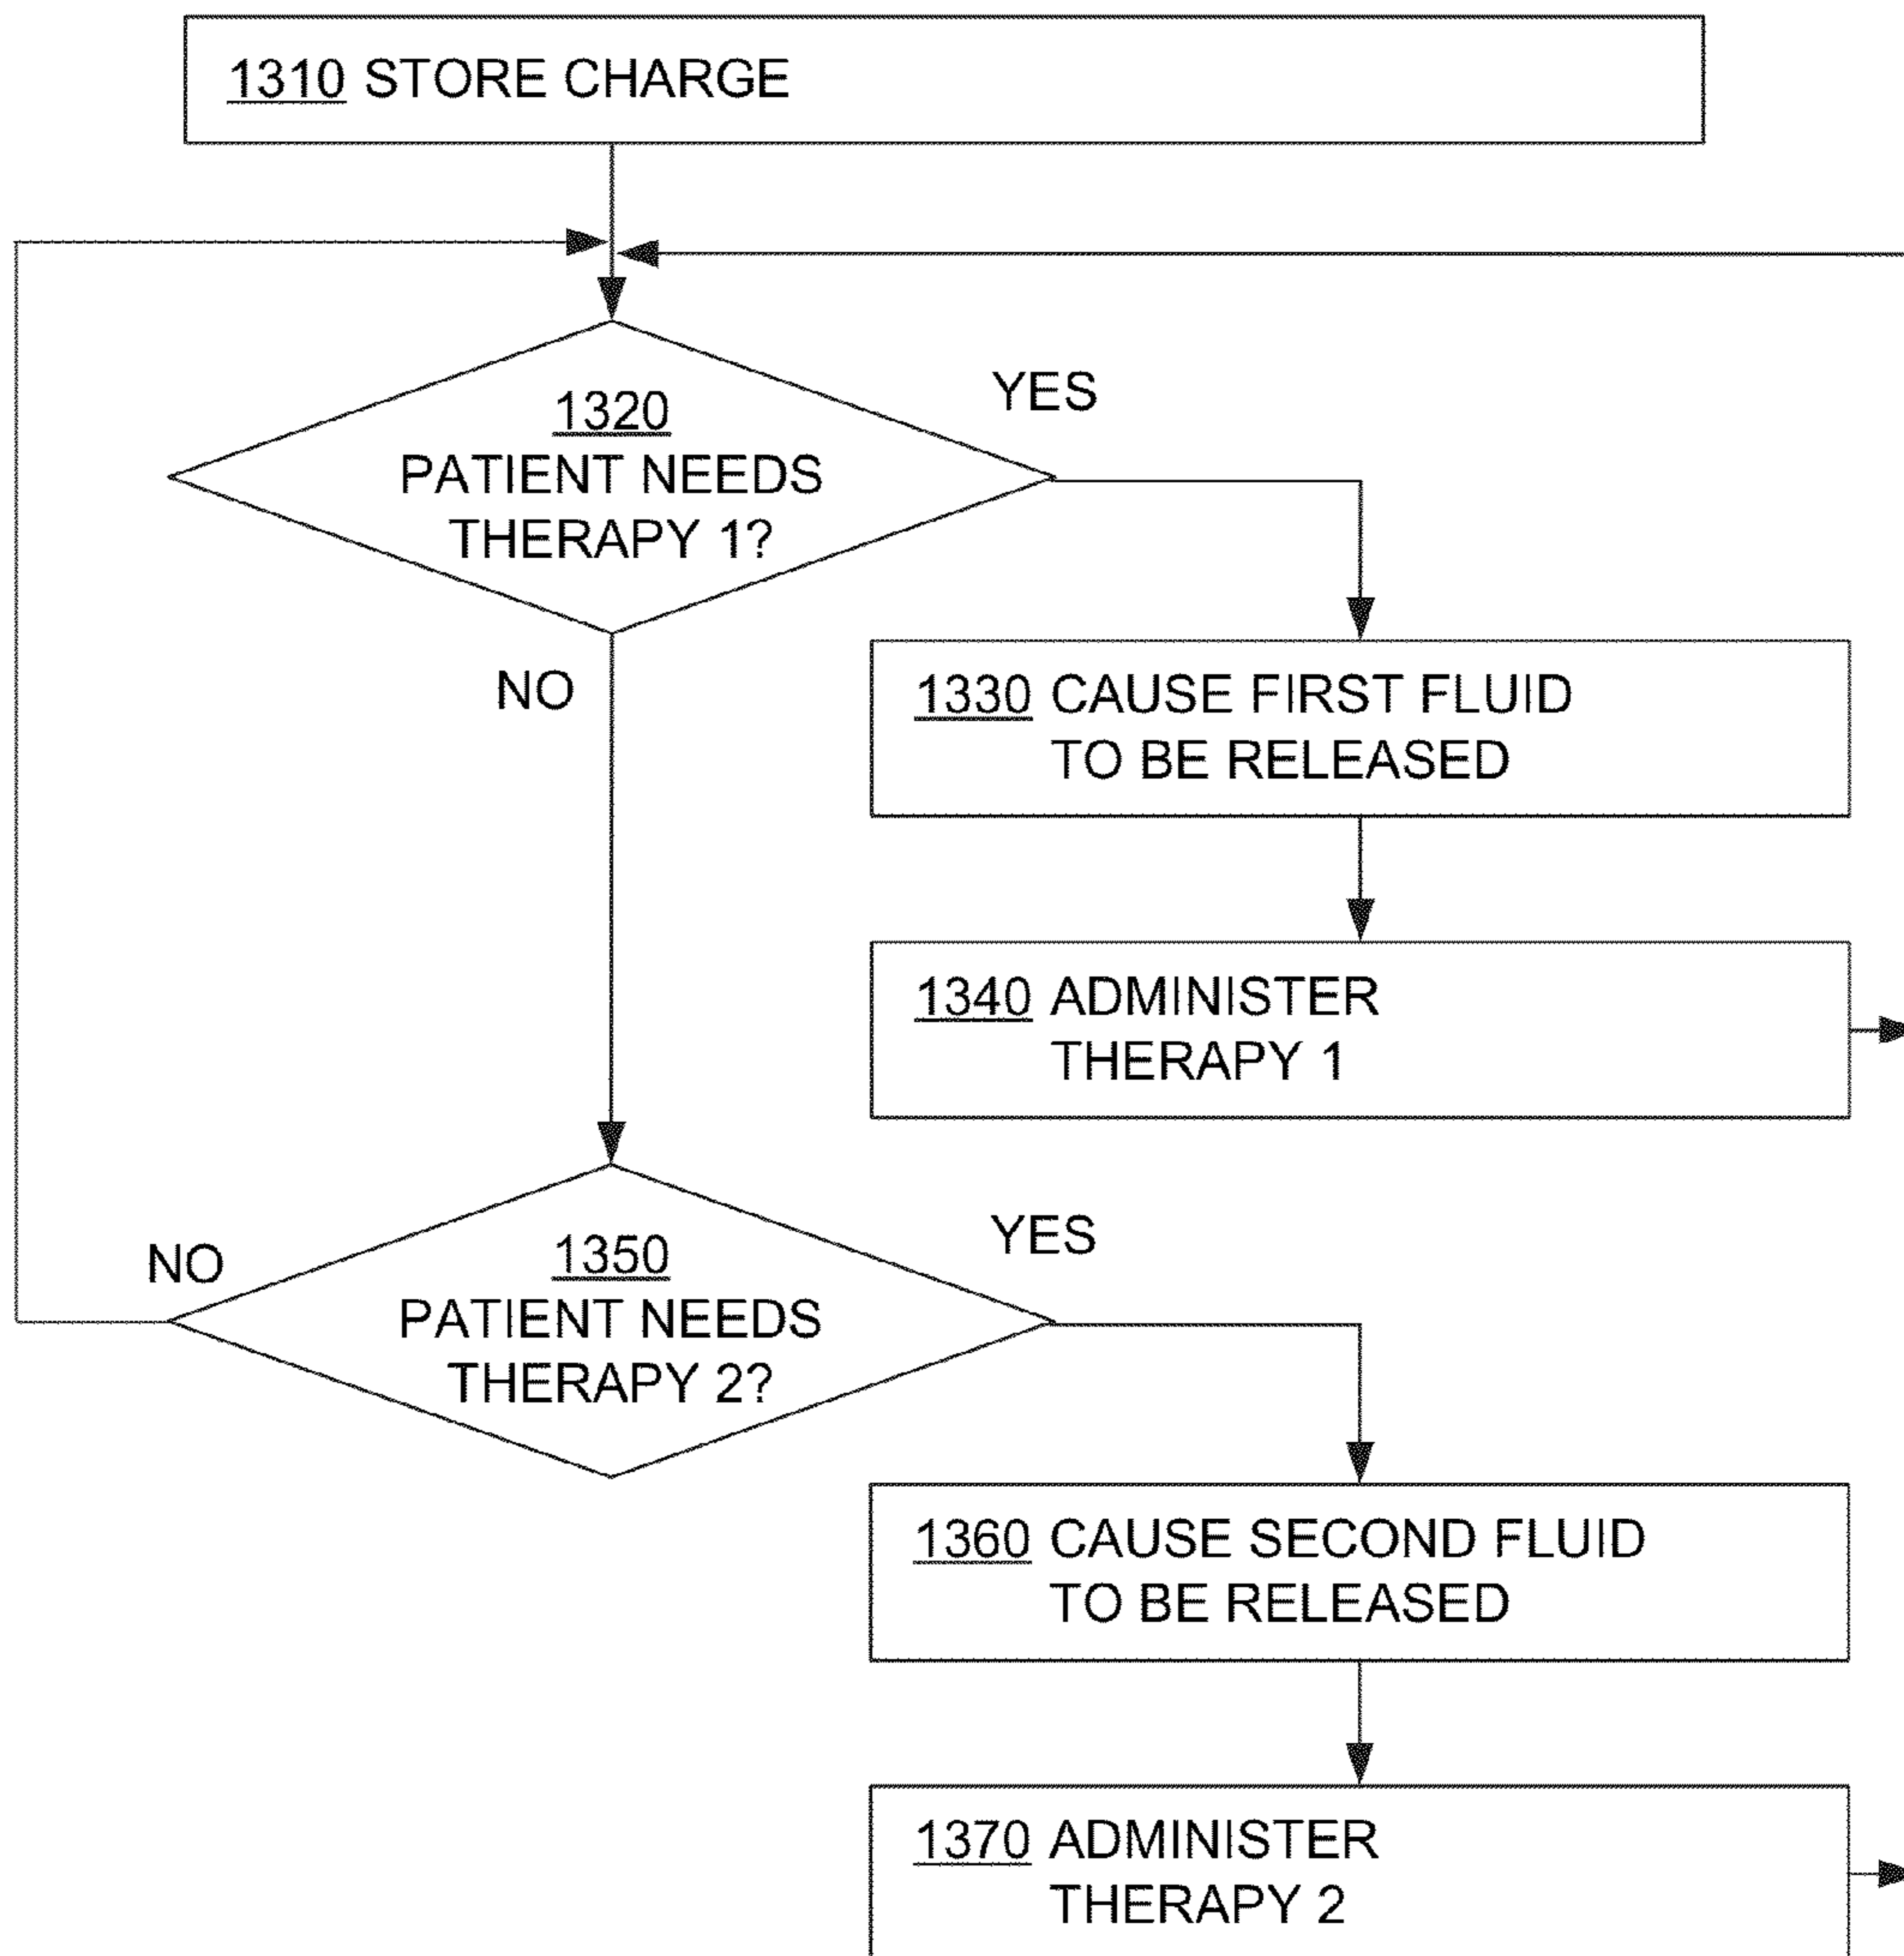 1310 STORE CHARGE
1320
PATIENT NEEDS
THERAPY 1?
YES
NO
1330 CAUSE FIRST FLUID
TO BE RELEASED
1340 ADMINISTER
THERAPY 1
1350
PATIENT NEEDS
THERAPY 2?
NO
YES
1360 CAUSE SECOND FLUID
TO BE RELEASED
1370 ADMINISTER
THERAPY 2